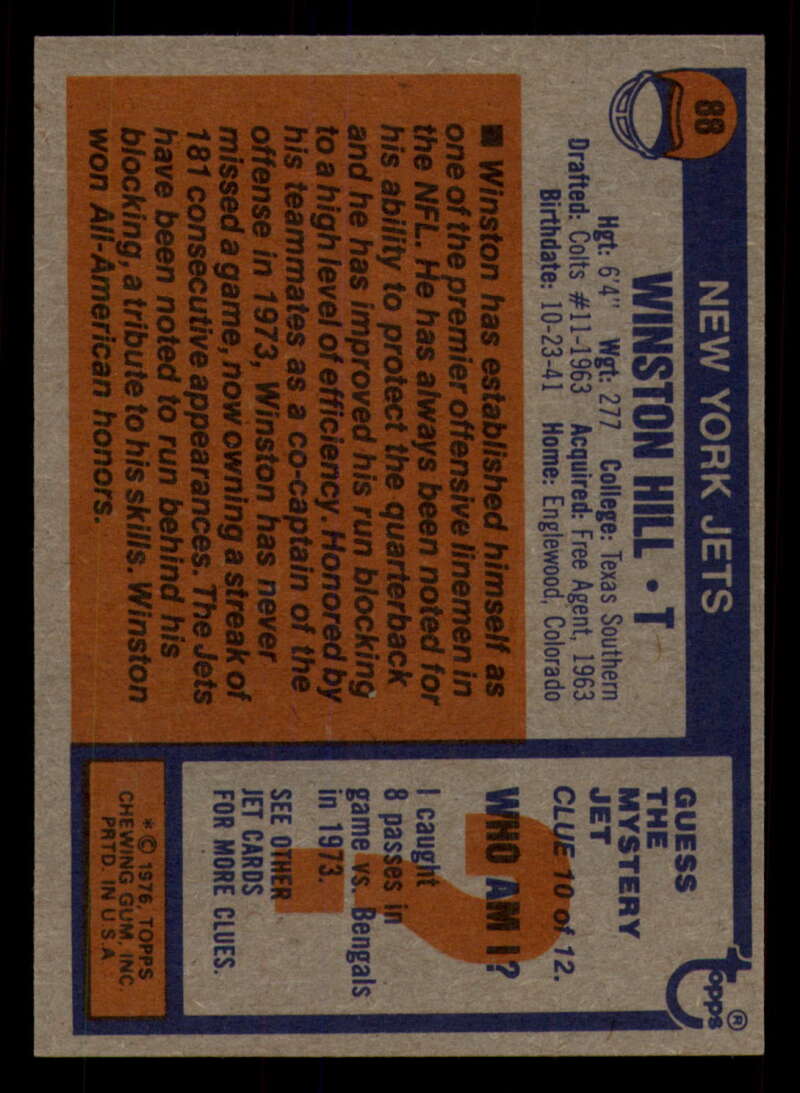 88
NEW YORK JETS
WINSTON HILL • T
Hgt: 6'4" Wgt: 277 College: Texas Southern
Drafted: Colts #11-1963 Acquired: Free Agent, 1963
Birthdate: 10-23-41 Home: Englewood, Colorado
■ Winston has established himself as
one of the premier offensive linemen in
the NFL. He has always been noted for
his ability to protect the quarterback
and he has improved his run blocking
to a high level of efficiency. Honored by
his teammates as a co-captain of the
offense in 1973, Winston has never
missed a game, now owning a streak of
181 consecutive appearances. The Jets
have been noted to run behind his
blocking, a tribute to his skills. Winston
won All-American honors.
topps®
GUESS
THE
MYSTERY
JET
CLUE 10 of 12.
WHO AM I?
?
I caught
8 passes in
game vs. Bengals
in 1973.
SEE OTHER
JET CARDS
FOR MORE CLUES.
* © 1976, TOPPS
CHEWING GUM, INC.
PRTD. IN U.S.A